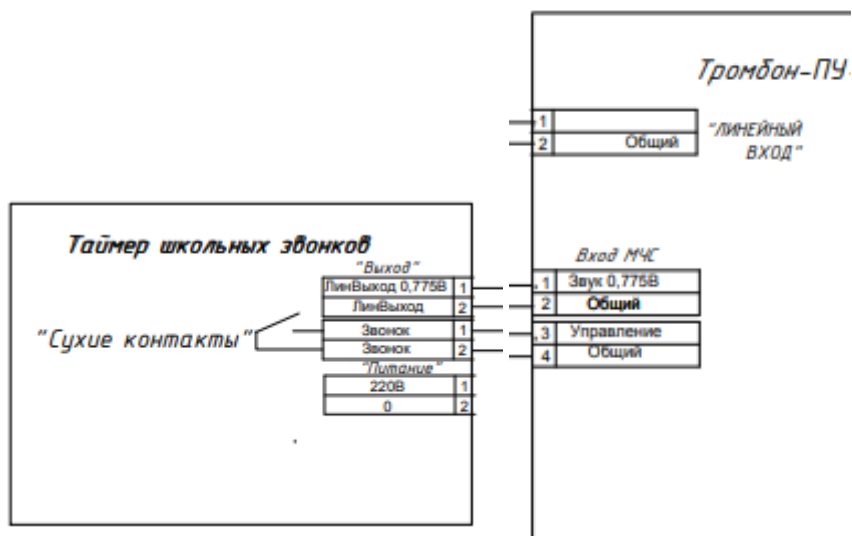 Тромбон-ПУ-
1
2 Общий
"ЛИНЕЙНЫЙ
ВХОД"
Таймер школьных звонков
"Выход"
ЛинВыход 0,775В 1
ЛинВыход 2
"Сухие контакты"
Звонок 1
Звонок 2
"Питание"
220В 1
0 2
Вход МЧС
1 Звук 0,775В
2 Общий
3 Управление
4 Общий